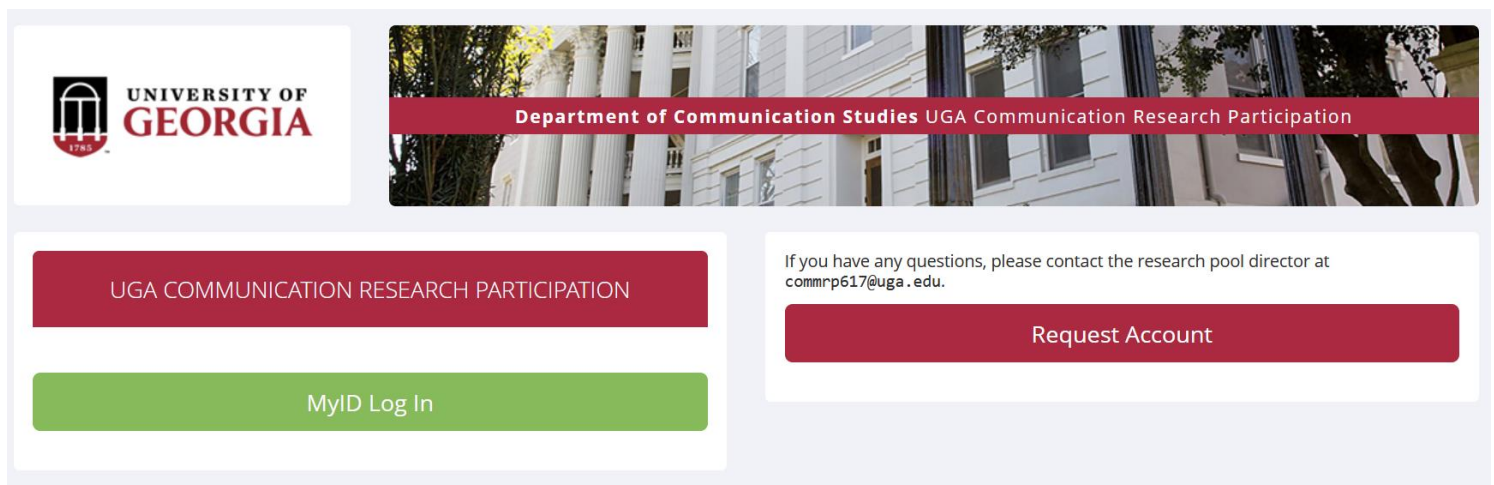 UNIVERSITY OF
GEORGIA
1785
Department of Communication Studies UGA Communication Research Participation
UGA COMMUNICATION RESEARCH PARTICIPATION
MyID Log In
If you have any questions, please contact the research pool director at
commrp617@uga.edu.
Request Account